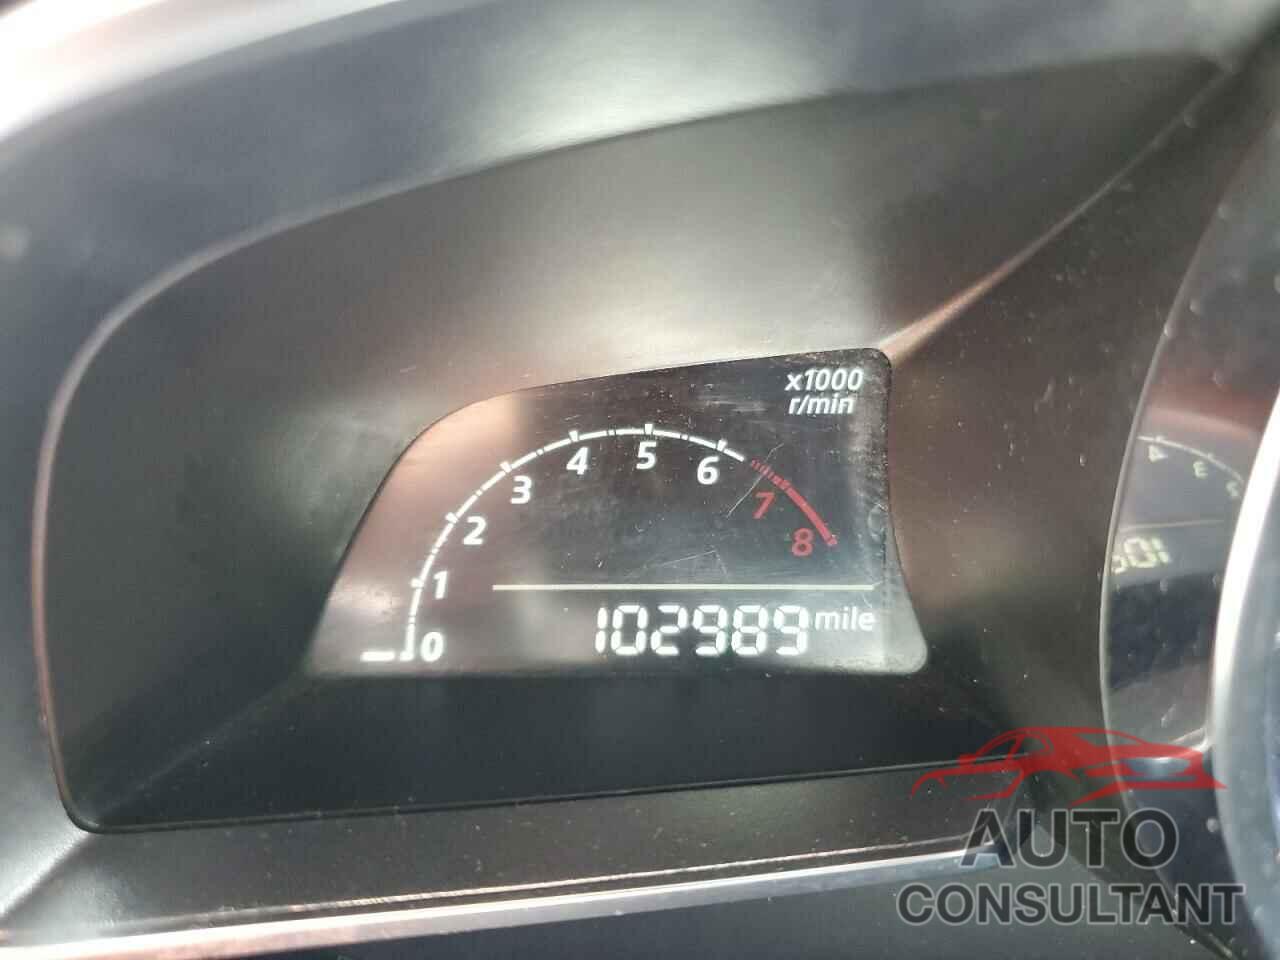 x1000
r/min
0 1 2 3 4 5 6 7 8
102989 mile
AUTO
CONSULTANT